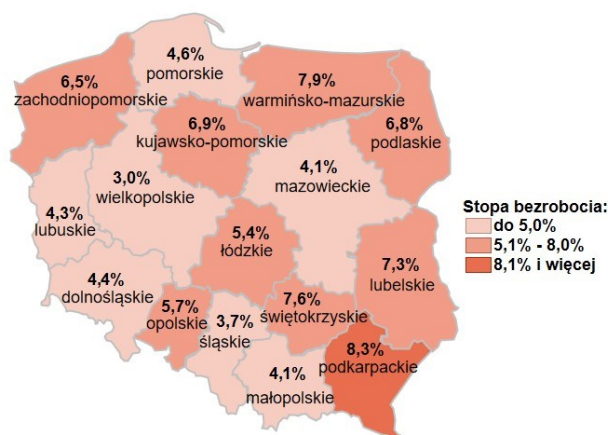 4,6%
pomorskie
6,5%
zachodniopomorskie
7,9%
warmińsko-mazurskie
6,9%
kujawsko-pomorskie
6,8%
podlaskie
3,0%
wielkopolskie
4,1%
mazowieckie
4,3%
lubuskie
5,4%
łódzkie
4,4%
dolnośląskie
7,3%
lubelskie
5,7%
opolskie
3,7%
śląskie
7,6%
świętokrzyskie
8,3%
podkarpackie
4,1%
małopolskie
Stopa bezrobocia:
do 5,0%
5,1% - 8,0%
8,1% i więcej